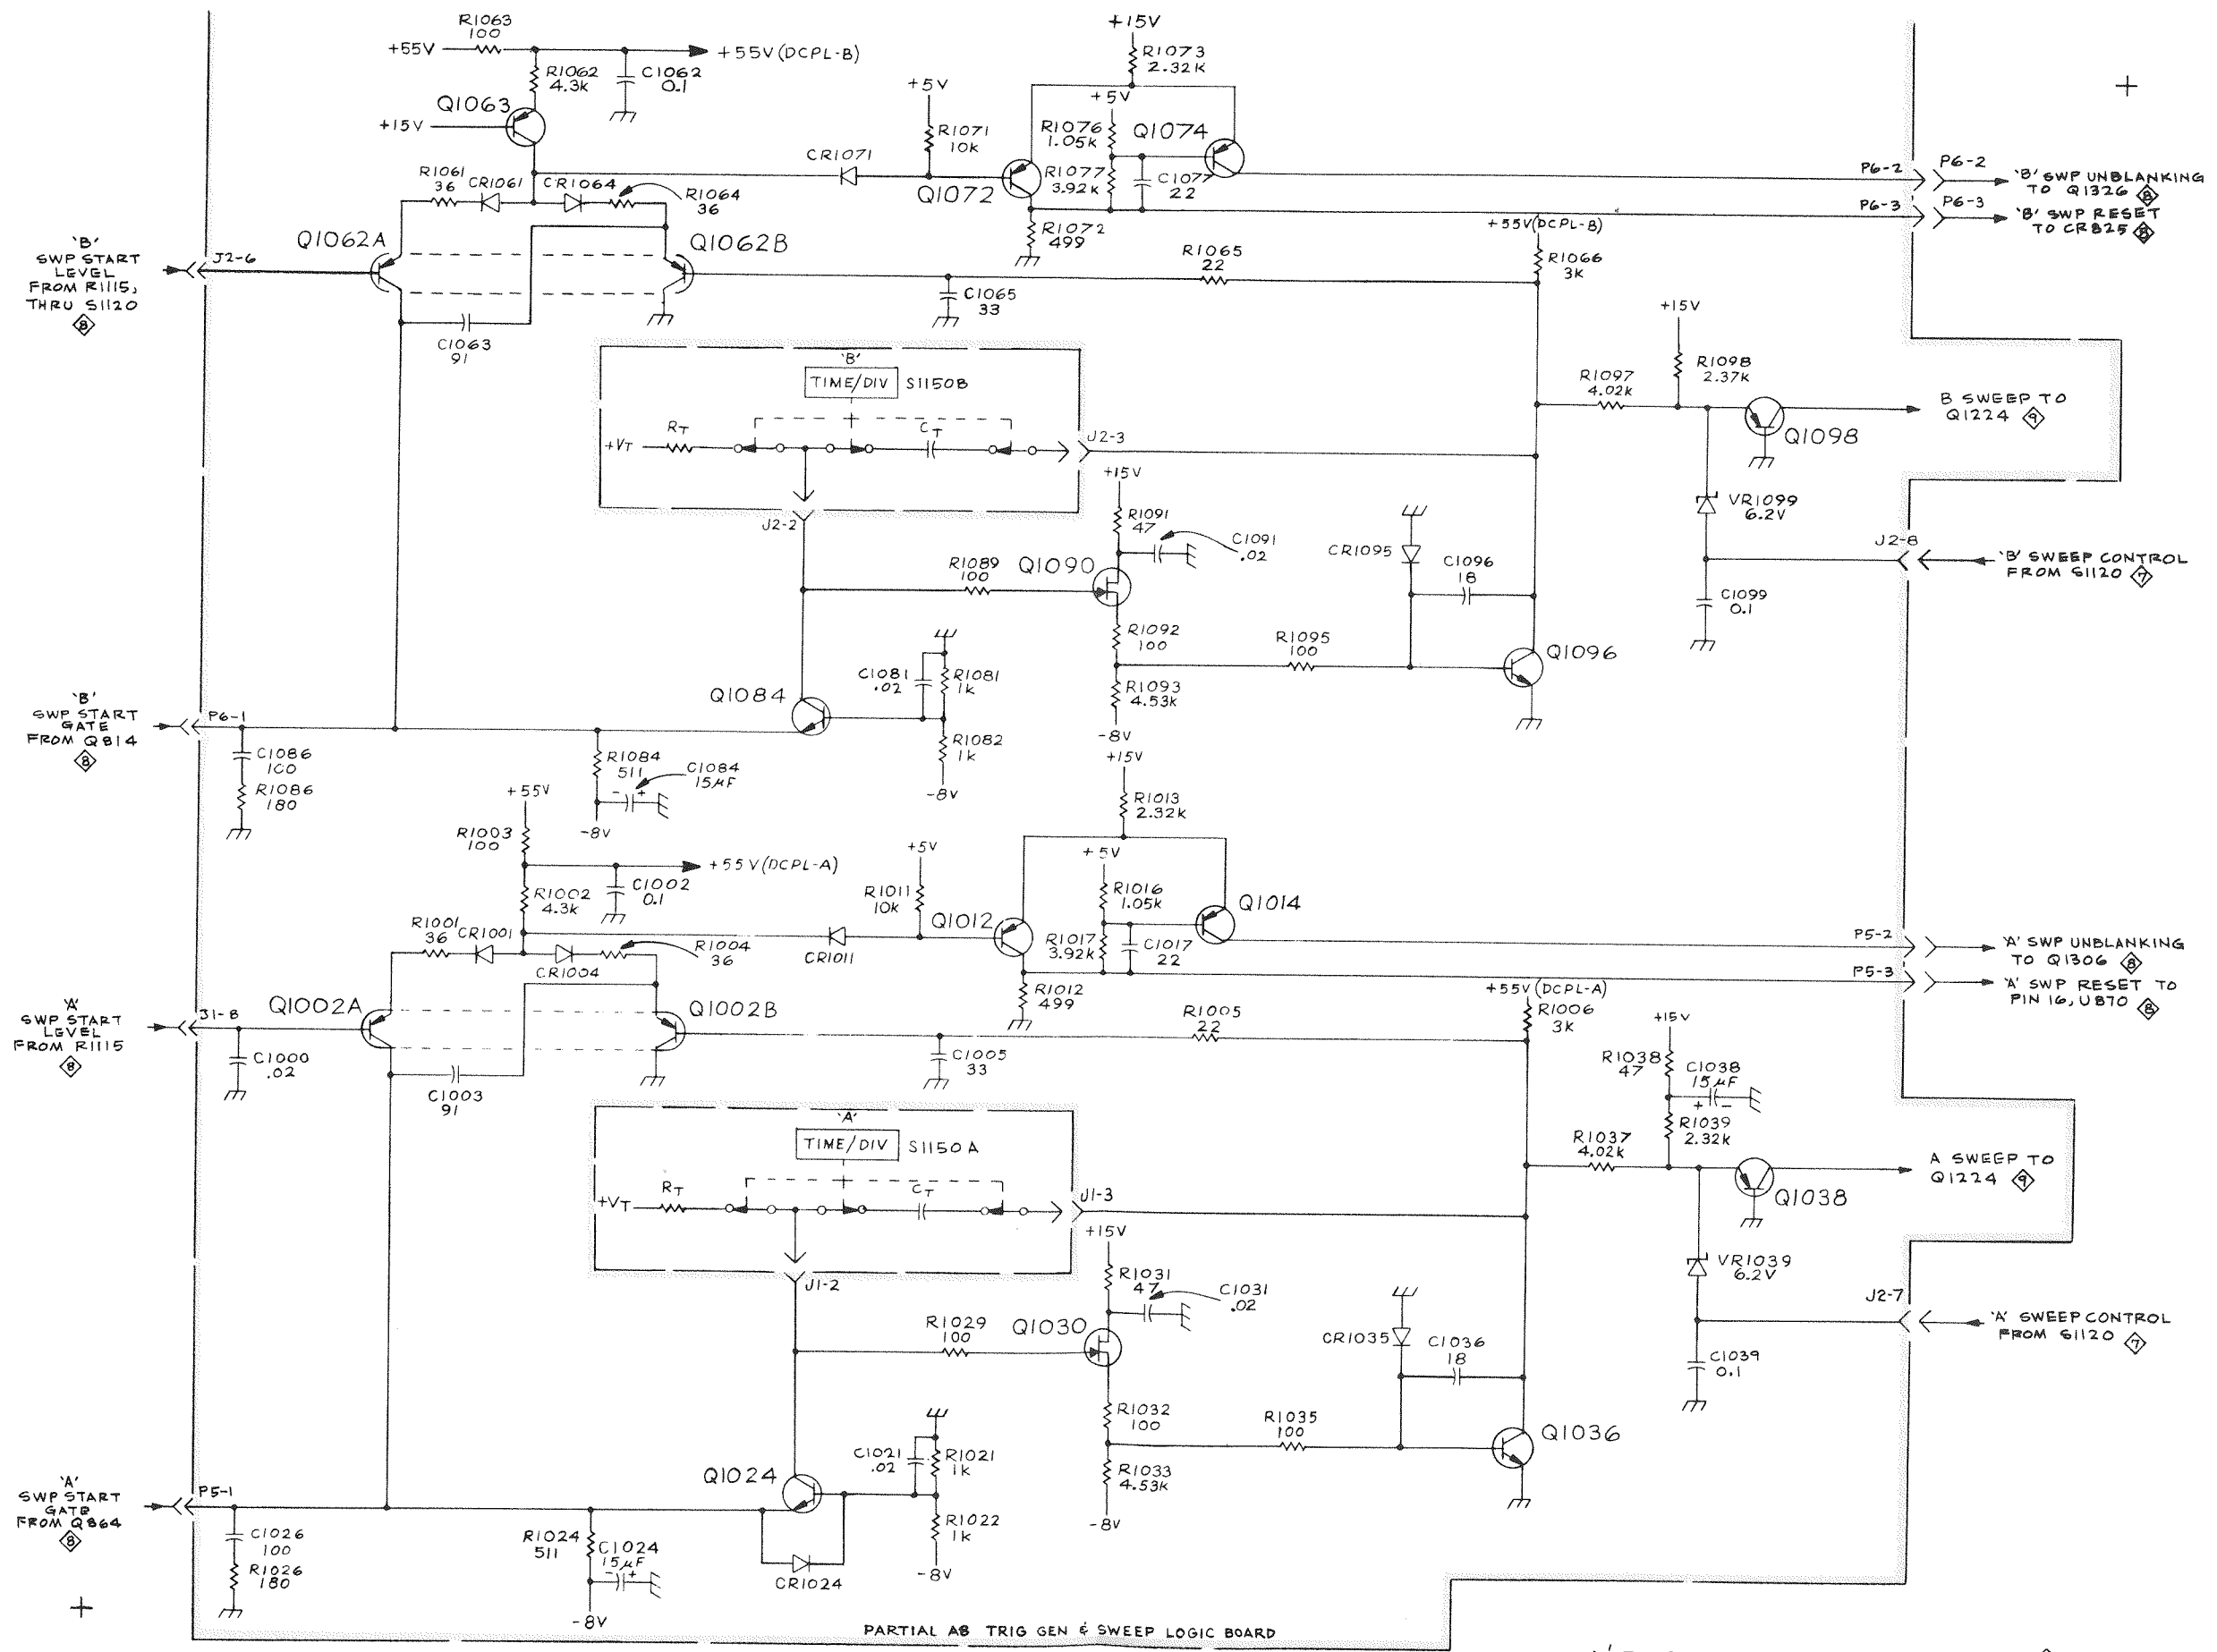 R1063
100
+55V
+55V (DCPL-B)
R1062
4.3K
C1062
0.1
Q1063
+15V
+5V
R1071
10K
+15V
R1073
2.32K
+5V
R1076
1.05K
Q1074
CR1071
R1061
36
CR1061
CR1064
R1064
36
Q1072
R1077
3.92K
C1077
22
P6-2
P6-2
'B' SWP UNBLANKING
TO Q1326 8
P6-3
P6-3
'B' SWP RESET
TO CR825 8
'B'
SWP START
LEVEL
FROM R1115,
THRU S1120
8
J2-6
Q1062A
Q1062B
R1072
499
R1065
22
+55V(DCPL-B)
R1066
3K
C1065
33
C1063
91
'B'
TIME/DIV
S1150B
+VT
RT
CT
J2-3
J2-2
+15V
R1098
2.37K
R1097
4.02K
Q1098
B SWEEP TO
Q1224 9
VR1099
6.2V
J2-8
'B' SWEEP CONTROL
FROM S1120 7
C1099
0.1
+15V
R1091
47
C1091
.02
R1089
100
Q1090
CR1095
C1096
18
R1092
100
R1095
100
Q1096
R1093
4.53K
-8V
'B'
SWP START
GATE
FROM Q814
8
P6-1
C1086
100
R1086
180
Q1084
C1081
.02
R1081
1K
R1082
1K
-8V
R1084
511
C1084
15µF
- +
-8V
+55V
R1003
100
+55V (DCPL-A)
R1002
4.3K
C1002
0.1
+5V
R1011
10K
+15V
R1013
2.32K
+5V
R1016
1.05K
Q1014
Q1012
R1001
36
CR1001
CR1004
R1004
36
CR1011
R1017
3.92K
C1017
22
P5-2
'A' SWP UNBLANKING
TO Q1306 8
P5-3
'A' SWP RESET TO
PIN 16, U870 8
'A'
SWP START
LEVEL
FROM R1115
8
J1-8
Q1002A
Q1002B
R1012
499
R1005
22
+55V (DCPL-A)
R1006
3K
C1000
.02
C1005
33
C1003
91
+15V
R1038
47
C1038
15µF
+ -
R1039
2.32K
R1037
4.02K
Q1038
A SWEEP TO
Q1224 9
'A'
TIME/DIV
S1150A
+VT
RT
CT
J1-3
J1-2
VR1039
6.2V
J2-7
'A' SWEEP CONTROL
FROM S1120 7
C1039
0.1
+15V
R1031
47
C1031
.02
R1029
100
Q1030
CR1035
C1036
18
R1032
100
R1035
100
Q1036
R1033
4.53K
-8V
'A'
SWP START
GATE
FROM Q864
8
P5-1
C1026
100
R1026
180
Q1024
C1021
.02
R1021
1K
R1022
1K
-8V
R1024
511
C1024
15µF
- +
-8V
CR1024
PARTIAL A8 TRIG GEN & SWEEP LOGIC BOARD